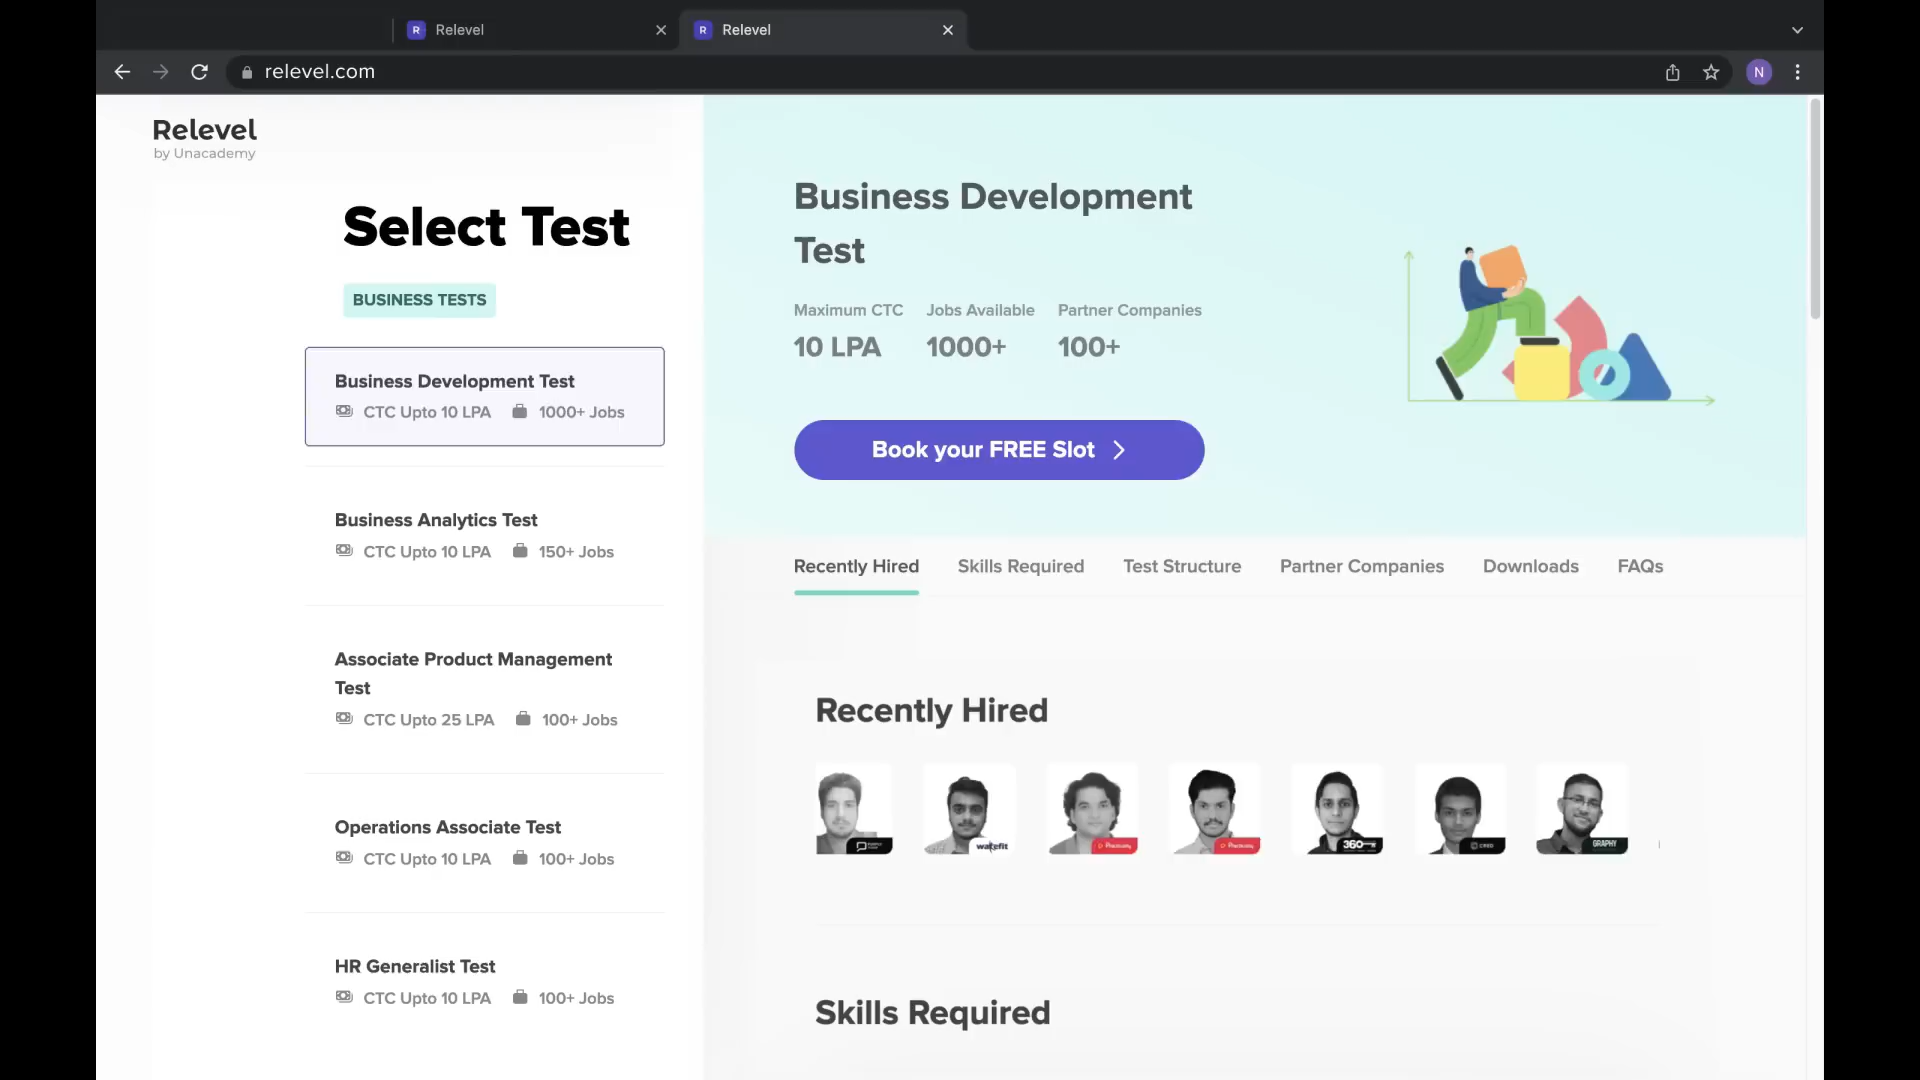 Relevel
Relevel
relevel.com
N
Relevel
by Unacademy
Select Test
BUSINESS TESTS
Business Development Test
CTC Upto 10 LPA 1000+ Jobs
Business Analytics Test
CTC Upto 10 LPA 150+ Jobs
Associate Product Management
Test
CTC Upto 25 LPA 100+ Jobs
Operations Associate Test
CTC Upto 10 LPA 100+ Jobs
HR Generalist Test
CTC Upto 10 LPA 100+ Jobs
Business Development
Test
Maximum CTC Jobs Available Partner Companies
10 LPA 1000+ 100+
Book your FREE Slot
Recently Hired Skills Required Test Structure Partner Companies Downloads FAQs
Recently Hired
wakefit
360
CRED
GRAPHY
Skills Required